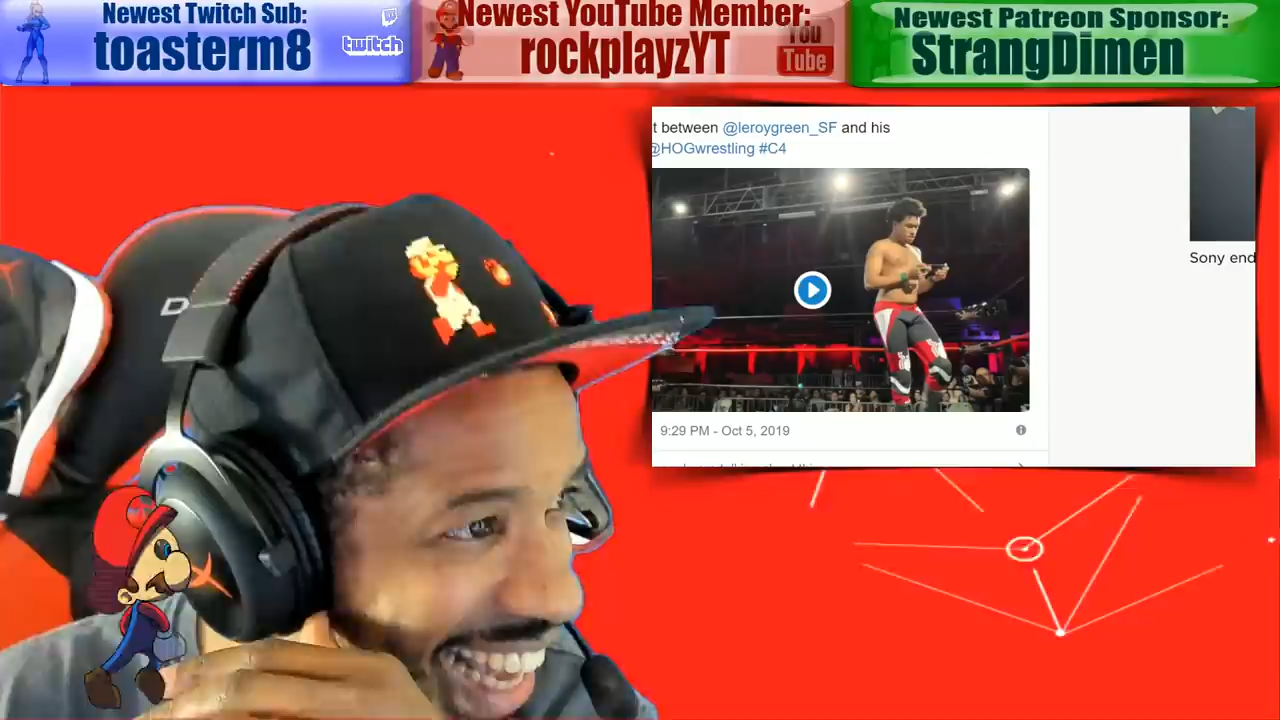 Newest Twitch Sub:
toasterm8
twitch
Newest YouTube Member:
rockplayzYT
You
Tube
Newest Patreon Sponsor:
StrangDimen
t between @leroygreen_SF and his
@HOGwrestling #C4
9:29 PM - Oct 5, 2019
Sony end
D